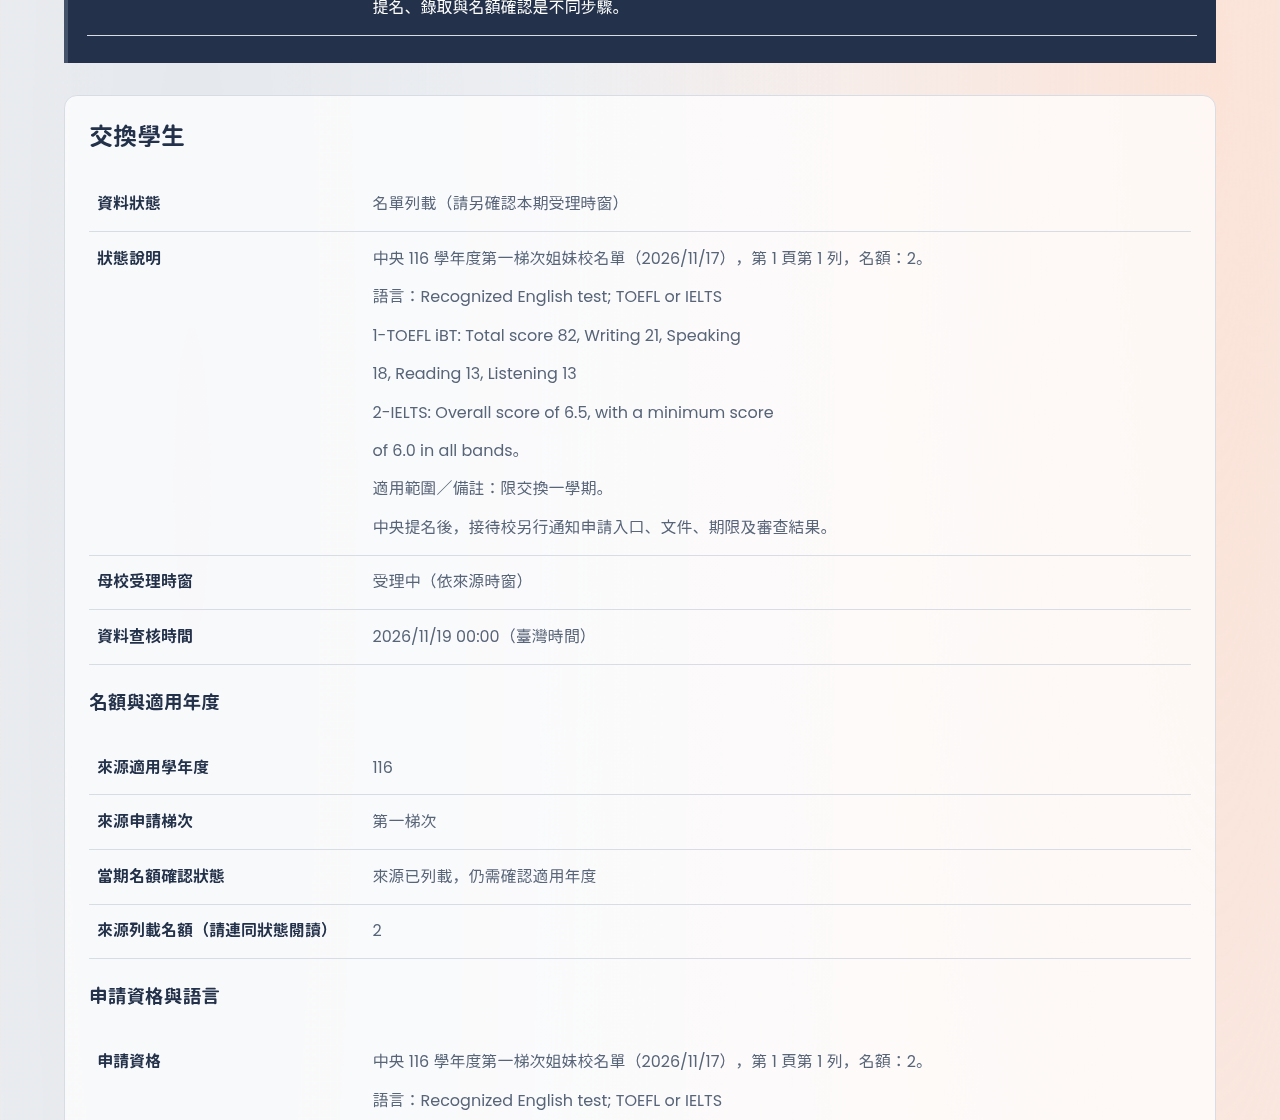 提名、錄取與名額確認是不同步驟。
交換學生
資料狀態 名單列載（請另確認本期受理時窗）
狀態說明 中央 116 學年度第一梯次姐妹校名單（2026/11/17），第 1 頁第 1 列，名額：2。
語言：Recognized English test; TOEFL or IELTS
1-TOEFL iBT: Total score 82, Writing 21, Speaking
18, Reading 13, Listening 13
2-IELTS: Overall score of 6.5, with a minimum score
of 6.0 in all bands。
適用範圍／備註：限交換一學期。
中央提名後，接待校另行通知申請入口、文件、期限及審查結果。
母校受理時窗 受理中（依來源時窗）
資料查核時間 2026/11/19 00:00（臺灣時間）
名額與適用年度
來源適用學年度 116
來源申請梯次 第一梯次
當期名額確認狀態 來源已列載，仍需確認適用年度
來源列載名額（請連同狀態閱讀） 2
申請資格與語言
申請資格 中央 116 學年度第一梯次姐妹校名單（2026/11/17），第 1 頁第 1 列，名額：2。
語言：Recognized English test; TOEFL or IELTS